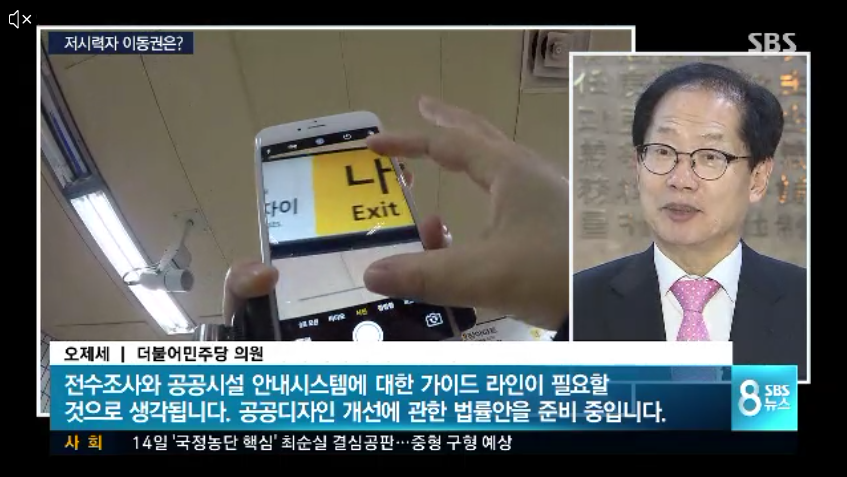 저시력자 이동권은?
SBS
나
자이
Exit
사진
오제세 | 더불어민주당 의원
전수조사와 공공시설 안내시스템에 대한 가이드 라인이 필요할
것으로 생각됩니다. 공공디자인 개선에 관한 법률안을 준비 중입니다.
8 SBS
뉴스
사 회 14일 '국정농단 핵심' 최순실 결심공판…중형 구형 예상